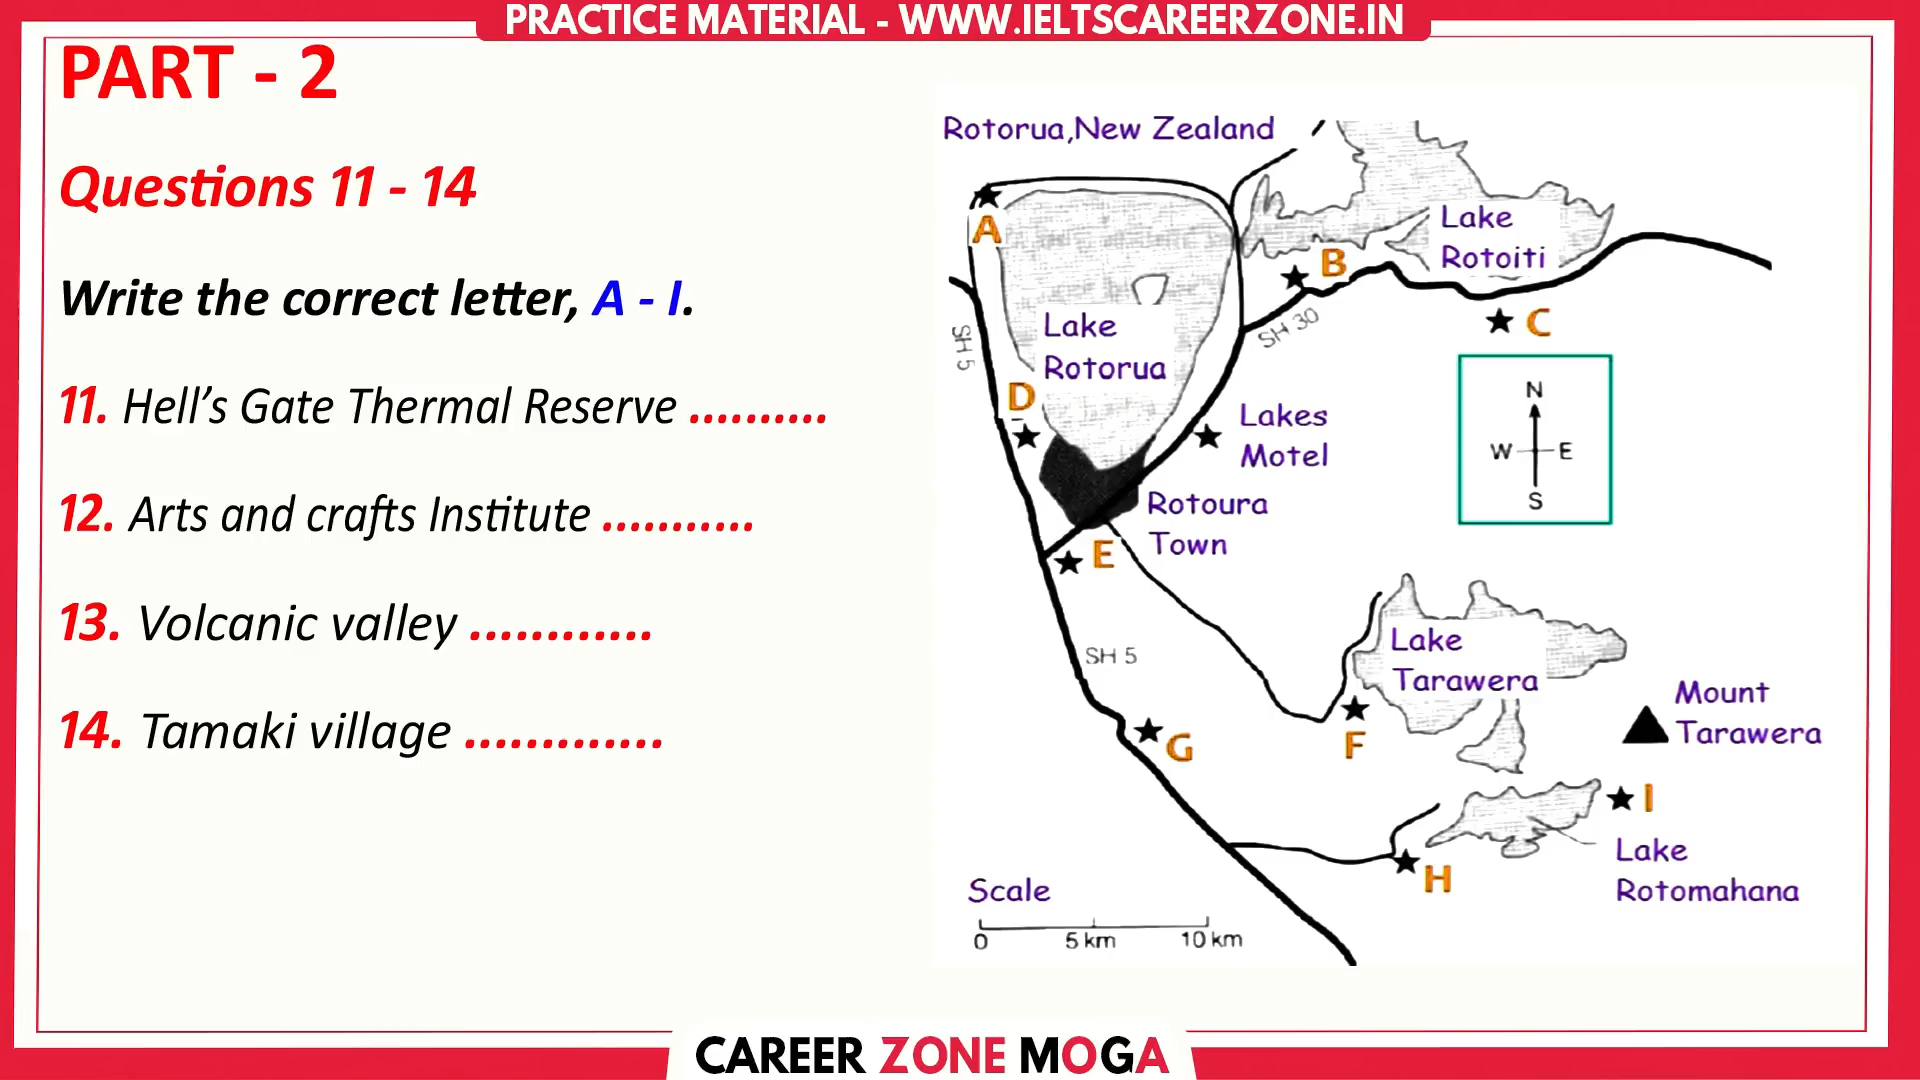 PRACTICE MATERIAL - WWW.IELTSCAREERZONE.IN
PART - 2
Questions 11 - 14
Write the correct letter, A - I.
11. Hell's Gate Thermal Reserve ..........
12. Arts and crafts Institute ...........
13. Volcanic valley ............
14. Tamaki village .............
Rotorua,New Zealand
A
Lake
Rotoiti
B
SH 30
C
SH 5
Lake
Rotorua
D
Lakes
Motel
N
W E
S
Rotoura
Town
E
SH 5
Lake
Tarawera
Mount
Tarawera
G
F
I
Lake
Rotomahana
H
Scale
0 5 km 10 km
CAREER ZONE MOGA